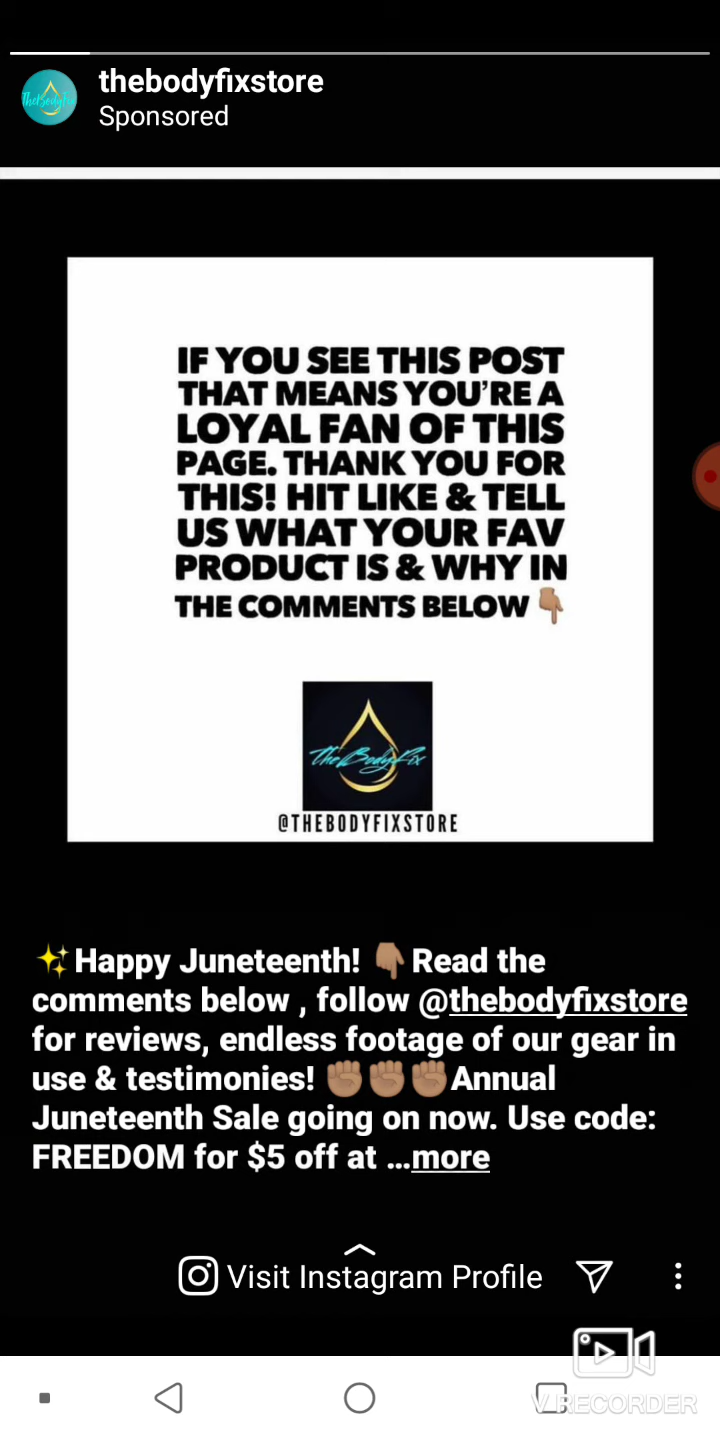 thebodyfixstore
Sponsored
TheBodyFix
IF YOU SEE THIS POST
THAT MEANS YOU'RE A
LOYAL FAN OF THIS
PAGE. THANK YOU FOR
THIS! HIT LIKE & TELL
US WHAT YOUR FAV
PRODUCT IS & WHY IN
THE COMMENTS BELOW👇🏽
TheBodyFix
@THEBODYFIXSTORE
✨Happy Juneteenth! 👇🏽Read the
comments below , follow @thebodyfixstore
for reviews, endless footage of our gear in
use & testimonies! ✊🏽✊🏽✊🏽Annual
Juneteenth Sale going on now. Use code:
FREEDOM for $5 off at ...more
Visit Instagram Profile
V RECORDER